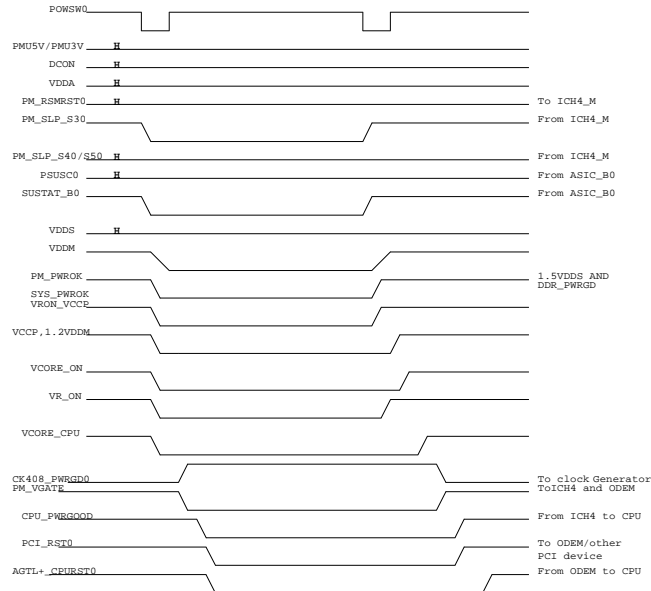 POWSW0
PMU5V/PMU3V H
DCON H
VDDA H
PM_RSMRST0 H To ICH4_M
PM_SLP_S30 From ICH4_M
PM_SLP_S40/S50 H From ICH4_M
PSUSC0 H From ASIC_B0
SUSTAT_B0 From ASIC_B0
VDDS H
VDDM
PM_PWROK 1.5VDDS AND
DDR_PWRGD
SYS_PWROK
VRON_VCCP
VCCP,1.2VDDM
VCORE_ON
VR_ON
VCORE_CPU
CK408_PWRGD0 To clock Generator
PM_VGATE ToICH4 and ODEM
CPU_PWRGOOD From ICH4 to CPU
PCI_RST0 To ODEM/other
PCI device
AGTL+_CPURST0 From ODEM to CPU